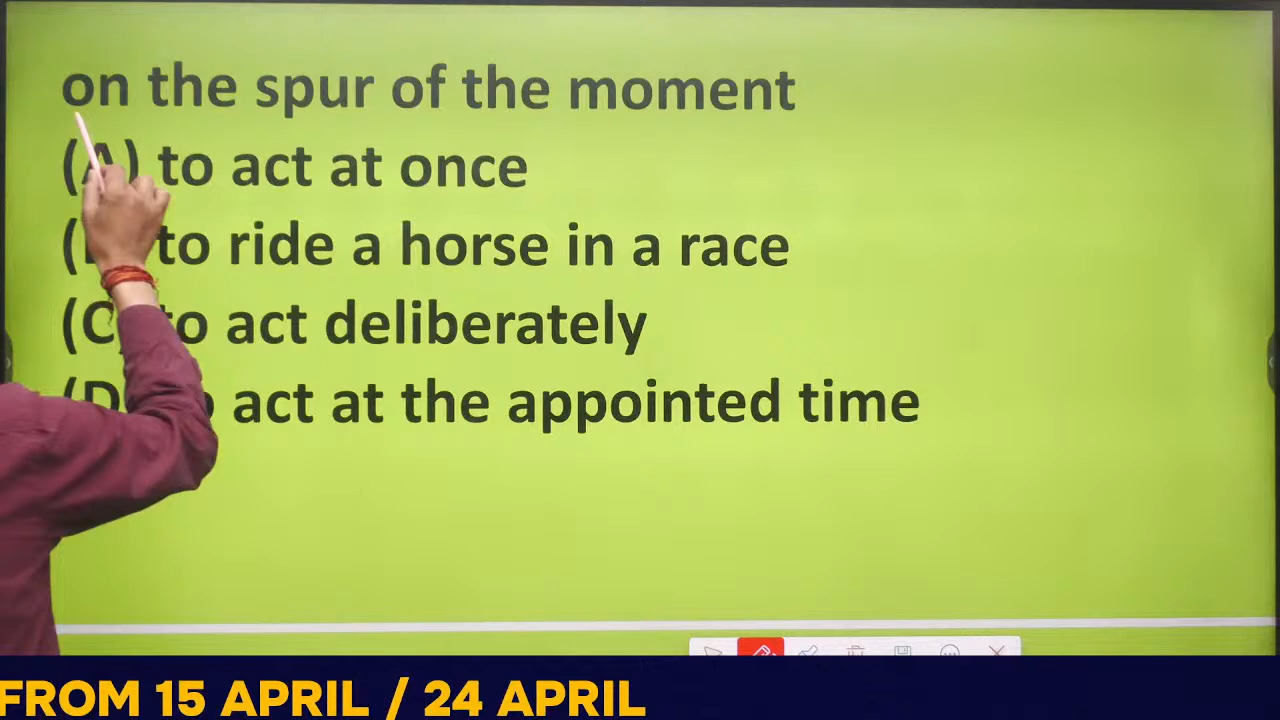 on the spur of the moment
(A) to act at once
( to ride a horse in a race
(C) to act deliberately
(D act at the appointed time
FROM 15 APRIL / 24 APRIL